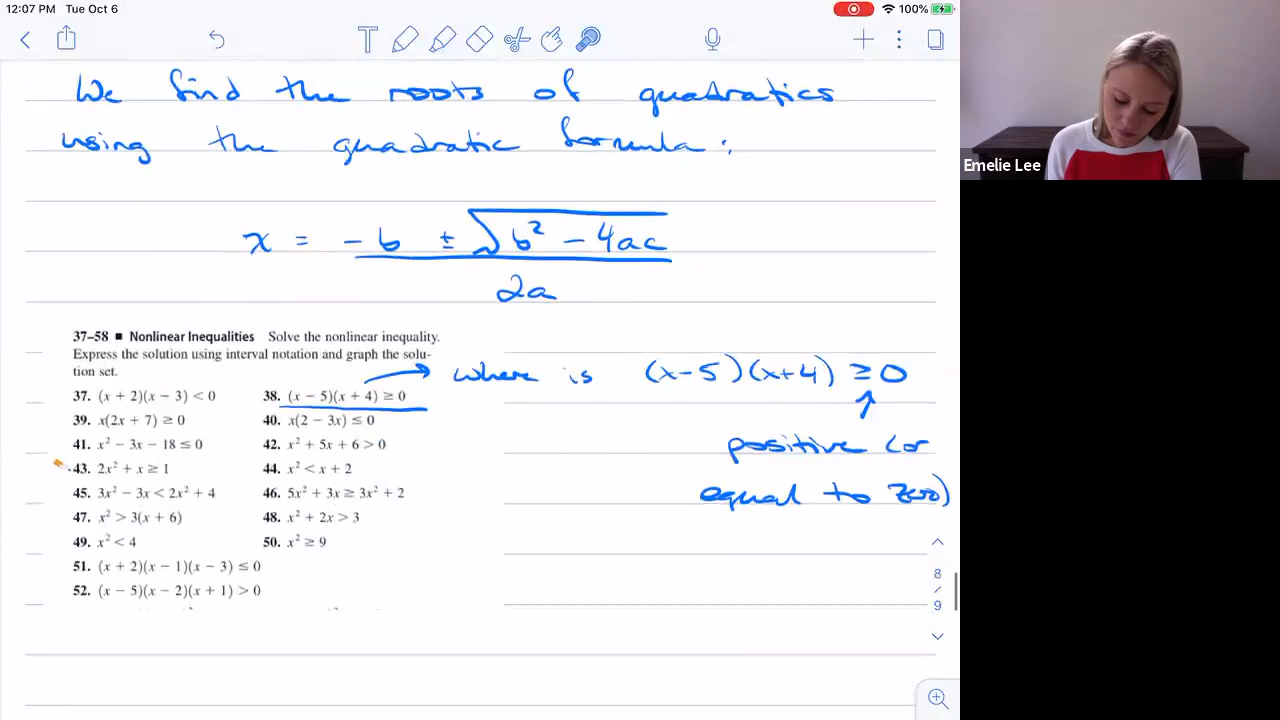 12:07 PM Tue Oct 6
100%
We find the roots of quadratics
using the quadratic formula:
x = -b ± √b² - 4ac
2a
37–58 ■ Nonlinear Inequalities Solve the nonlinear inequality.
Express the solution using interval notation and graph the solu-
tion set.
where is (x-5)(x+4) ≥ 0
37. (x + 2)(x − 3) < 0
38. (x − 5)(x + 4) ≥ 0
39. x(2x + 7) ≥ 0
40. x(2 − 3x) ≤ 0
41. x² − 3x − 18 ≤ 0
42. x² + 5x + 6 > 0
43. 2x² + x ≥ 1
44. x² < x + 2
45. 3x² − 3x < 2x² + 4
46. 5x² + 3x ≥ 3x² + 2
47. x² > 3(x + 6)
48. x² + 2x > 3
49. x² < 4
50. x² ≥ 9
51. (x + 2)(x − 1)(x − 3) ≤ 0
52. (x − 5)(x − 2)(x + 1) > 0
positive (or
equal to zero)
8
/
9
Emelie Lee